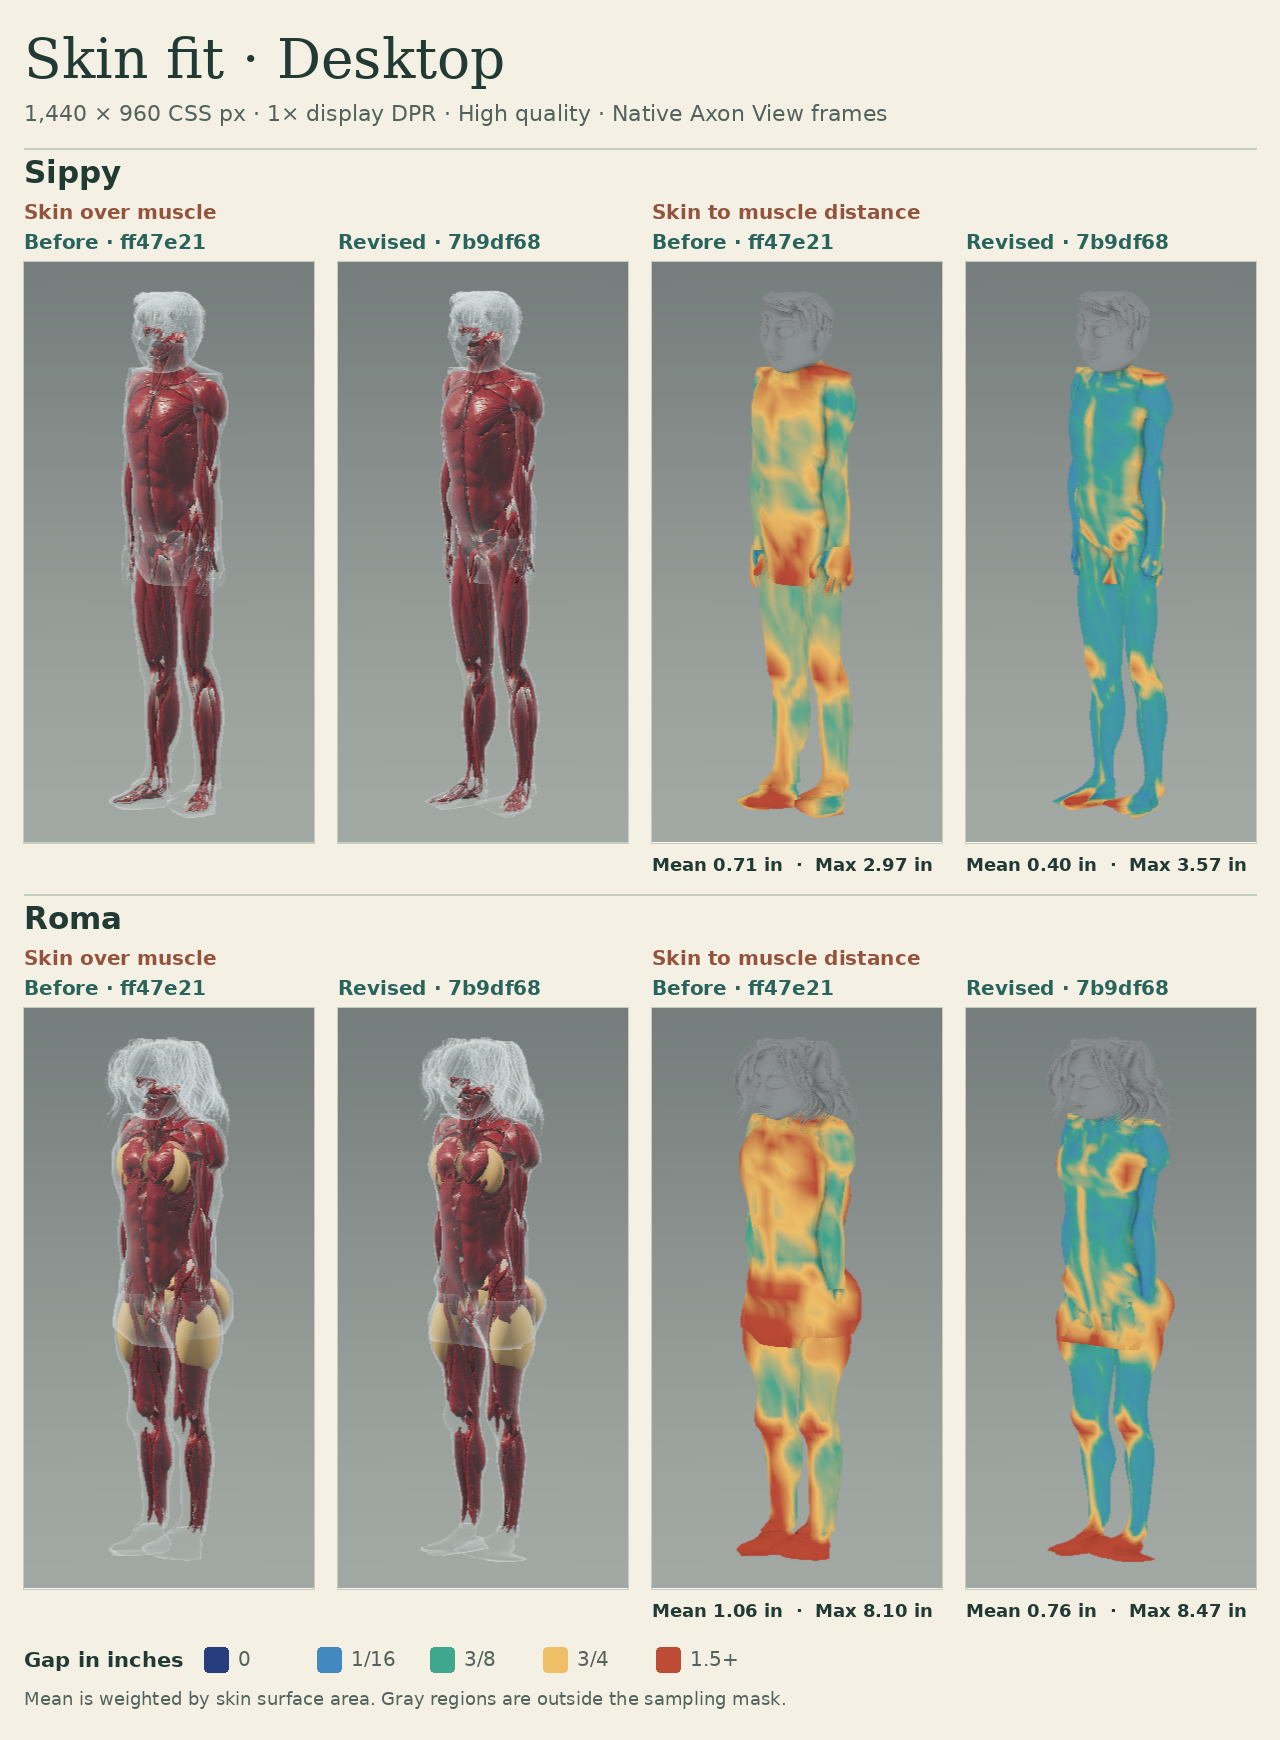 Skin fit · Desktop
1,440 × 960 CSS px · 1× display DPR · High quality · Native Axon View frames
Sippy
Skin over muscle
Skin to muscle distance
Before · ff47e21
Revised · 7b9df68
Before · ff47e21
Revised · 7b9df68
Mean 0.71 in · Max 2.97 in
Mean 0.40 in · Max 3.57 in
Roma
Skin over muscle
Skin to muscle distance
Before · ff47e21
Revised · 7b9df68
Before · ff47e21
Revised · 7b9df68
Mean 1.06 in · Max 8.10 in
Mean 0.76 in · Max 8.47 in
Gap in inches 0 1/16 3/8 3/4 1.5+
Mean is weighted by skin surface area. Gray regions are outside the sampling mask.